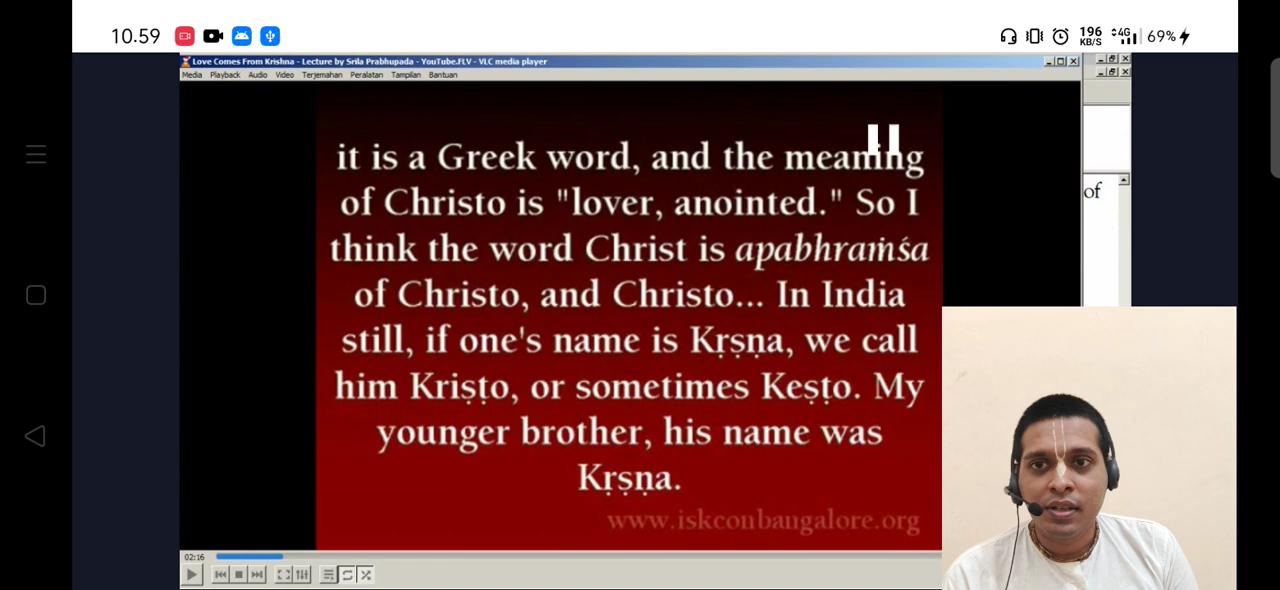 10.59
196
KB/S
4G
69%
Love Comes From Krishna - Lecture by Srila Prabhupada - YouTube.FLV - VLC media player
Media Playback Audio Video Terjemahan Peralatan Tampilan Bantuan
it is a Greek word, and the meaning
of Christo is "lover, anointed." So I
think the word Christ is apabhraṁśa
of Christo, and Christo... In India
still, if one's name is Kṛṣṇa, we call
him Kriṣṭo, or sometimes Keṣṭo. My
younger brother, his name was
Kṛṣṇa.
www.iskconbangalore.org
of
02:16